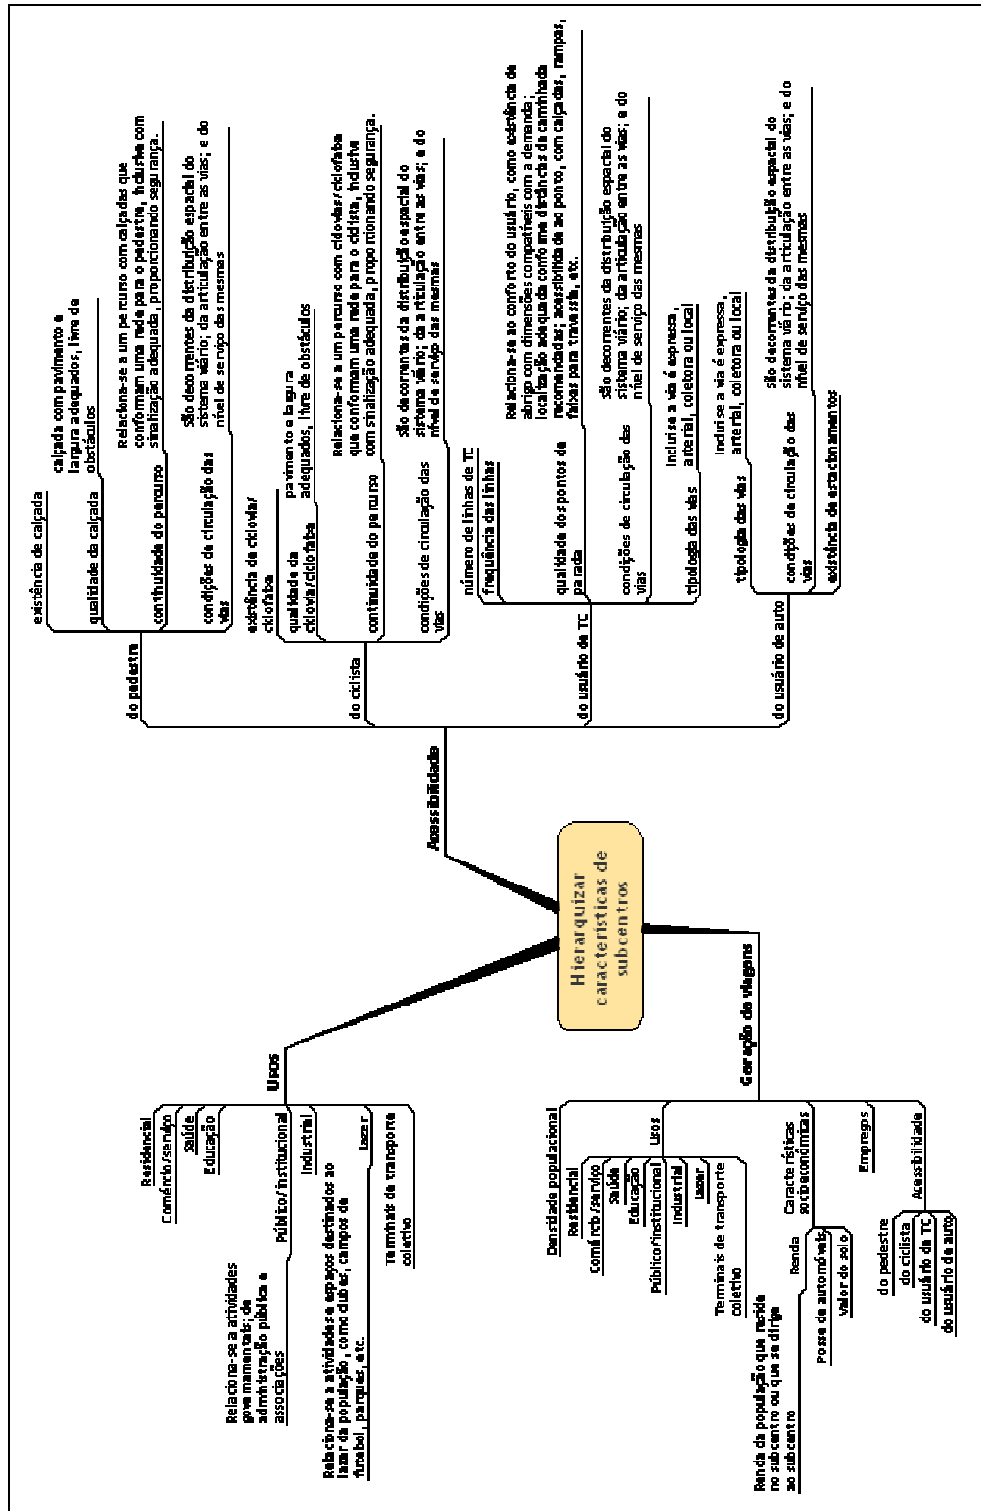 Hierarquizar
características de
subcentros
Usos
Residencial
Comércio/serviço
Saúde
Educação
Público/institucional
Relaciona-se a atividades
governamentais; de
administração pública e
associações
Industrial
Lazer
Relaciona-se a atividades e espaços destinados ao
lazer da população, como clubes, campos de
futebol, parques, etc.
Terminais de transporte
coletivo
Geração de viagens
Densidade populacional
Usos
Residencial
Comércio/serviço
Saúde
Educação
Público/institucional
Industrial
Lazer
Terminais de transporte
coletivo
Características
socioeconômicas
Renda
Renda da população que reside
no subcentro ou que se dirige
ao subcentro
Posse de automóveis
Valor do solo
Empregos
Acessibilidade
do pedestre
do ciclista
do usuário de TC
do usuário de auto
Acessibilidade
do pedestre
existência de calçada
qualidade da calçada
calçada com pavimento e
largura adequados, livre de
obstáculos
continuidade do percurso
Relaciona-se a um percurso com calçadas que
conformam uma rede para o pedestre, inclusive com
sinalização adequada, proporcionando segurança.
condições de circulação das
vias
são decorrentes da distribuição espacial do
sistema viário; da articulação entre as vias; e do
nível de serviço das mesmas
do ciclista
existência de ciclovia/
ciclofaixa
qualidade da
ciclovia/ciclofaixa
pavimento e largura
adequados, livre de obstáculos
continuidade do percurso
Relaciona-se a um percurso com ciclovias/ciclofaixa
que conformam uma rede para o ciclista, inclusive
com sinalização adequada, proporcionando segurança.
condições de circulação das
vias
são decorrentes da distribuição espacial do
sistema viário; da articulação entre as vias; e do
nível de serviço das mesmas
do usuário de TC
número de linhas de TC
frequência das linhas
qualidade dos pontos de
parada
Relaciona-se ao conforto do usuário, como existência de
abrigo com dimensões compatíveis com a demanda;
localização adequada conforme distâncias de caminhada
recomendadas; acessibilidade ao ponto, com calçadas, rampas,
faixas para travessia, etc.
condições de circulação das
vias
são decorrentes da distribuição espacial do
sistema viário; da articulação entre as vias; e do
nível de serviço das mesmas
tipologia das vias
Inclui se a via é expressa,
arterial, coletora ou local
do usuário de auto
tipologia das vias
Inclui se a via é expressa,
arterial, coletora ou local
condições de circulação das
vias
são decorrentes da distribuição espacial do
sistema viário; da articulação entre as vias; e do
nível de serviço das mesmas
existência de estacionamentos